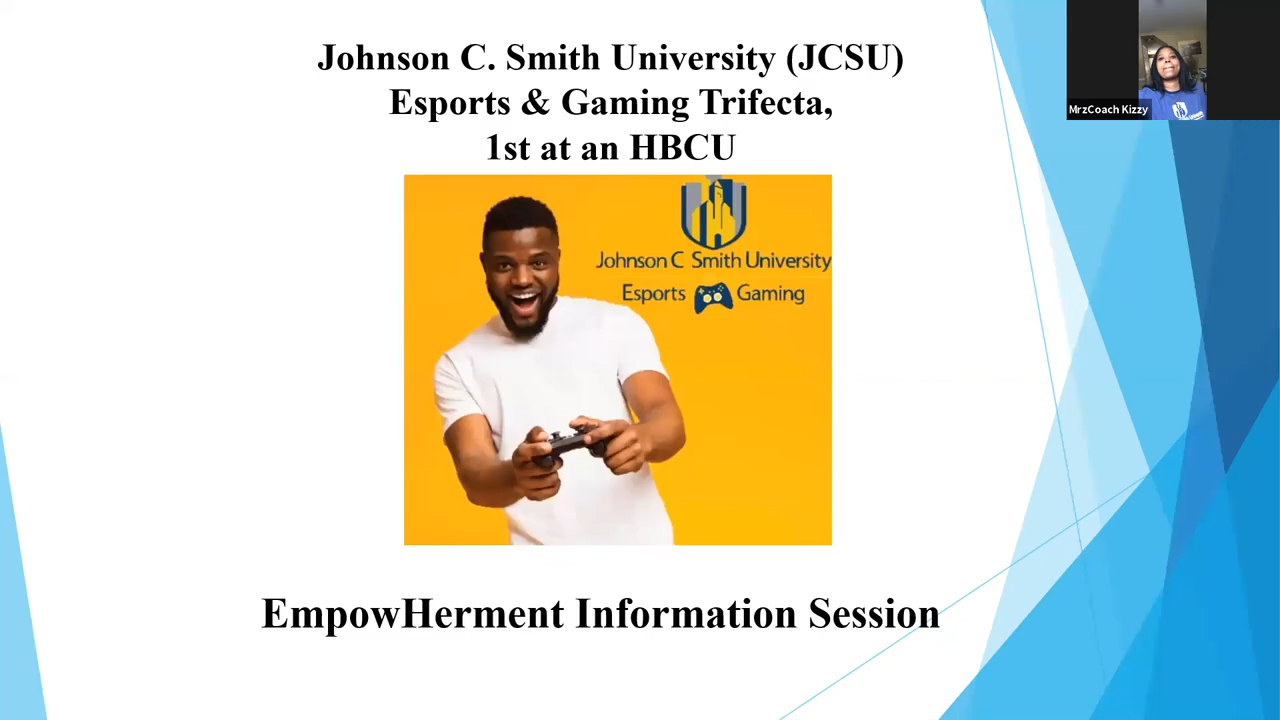 Johnson C. Smith University (JCSU)
Esports & Gaming Trifecta,
1st at an HBCU
MrzCoach Kizzy
Johnson C Smith University
Esports Gaming
EmpowHerment Information Session